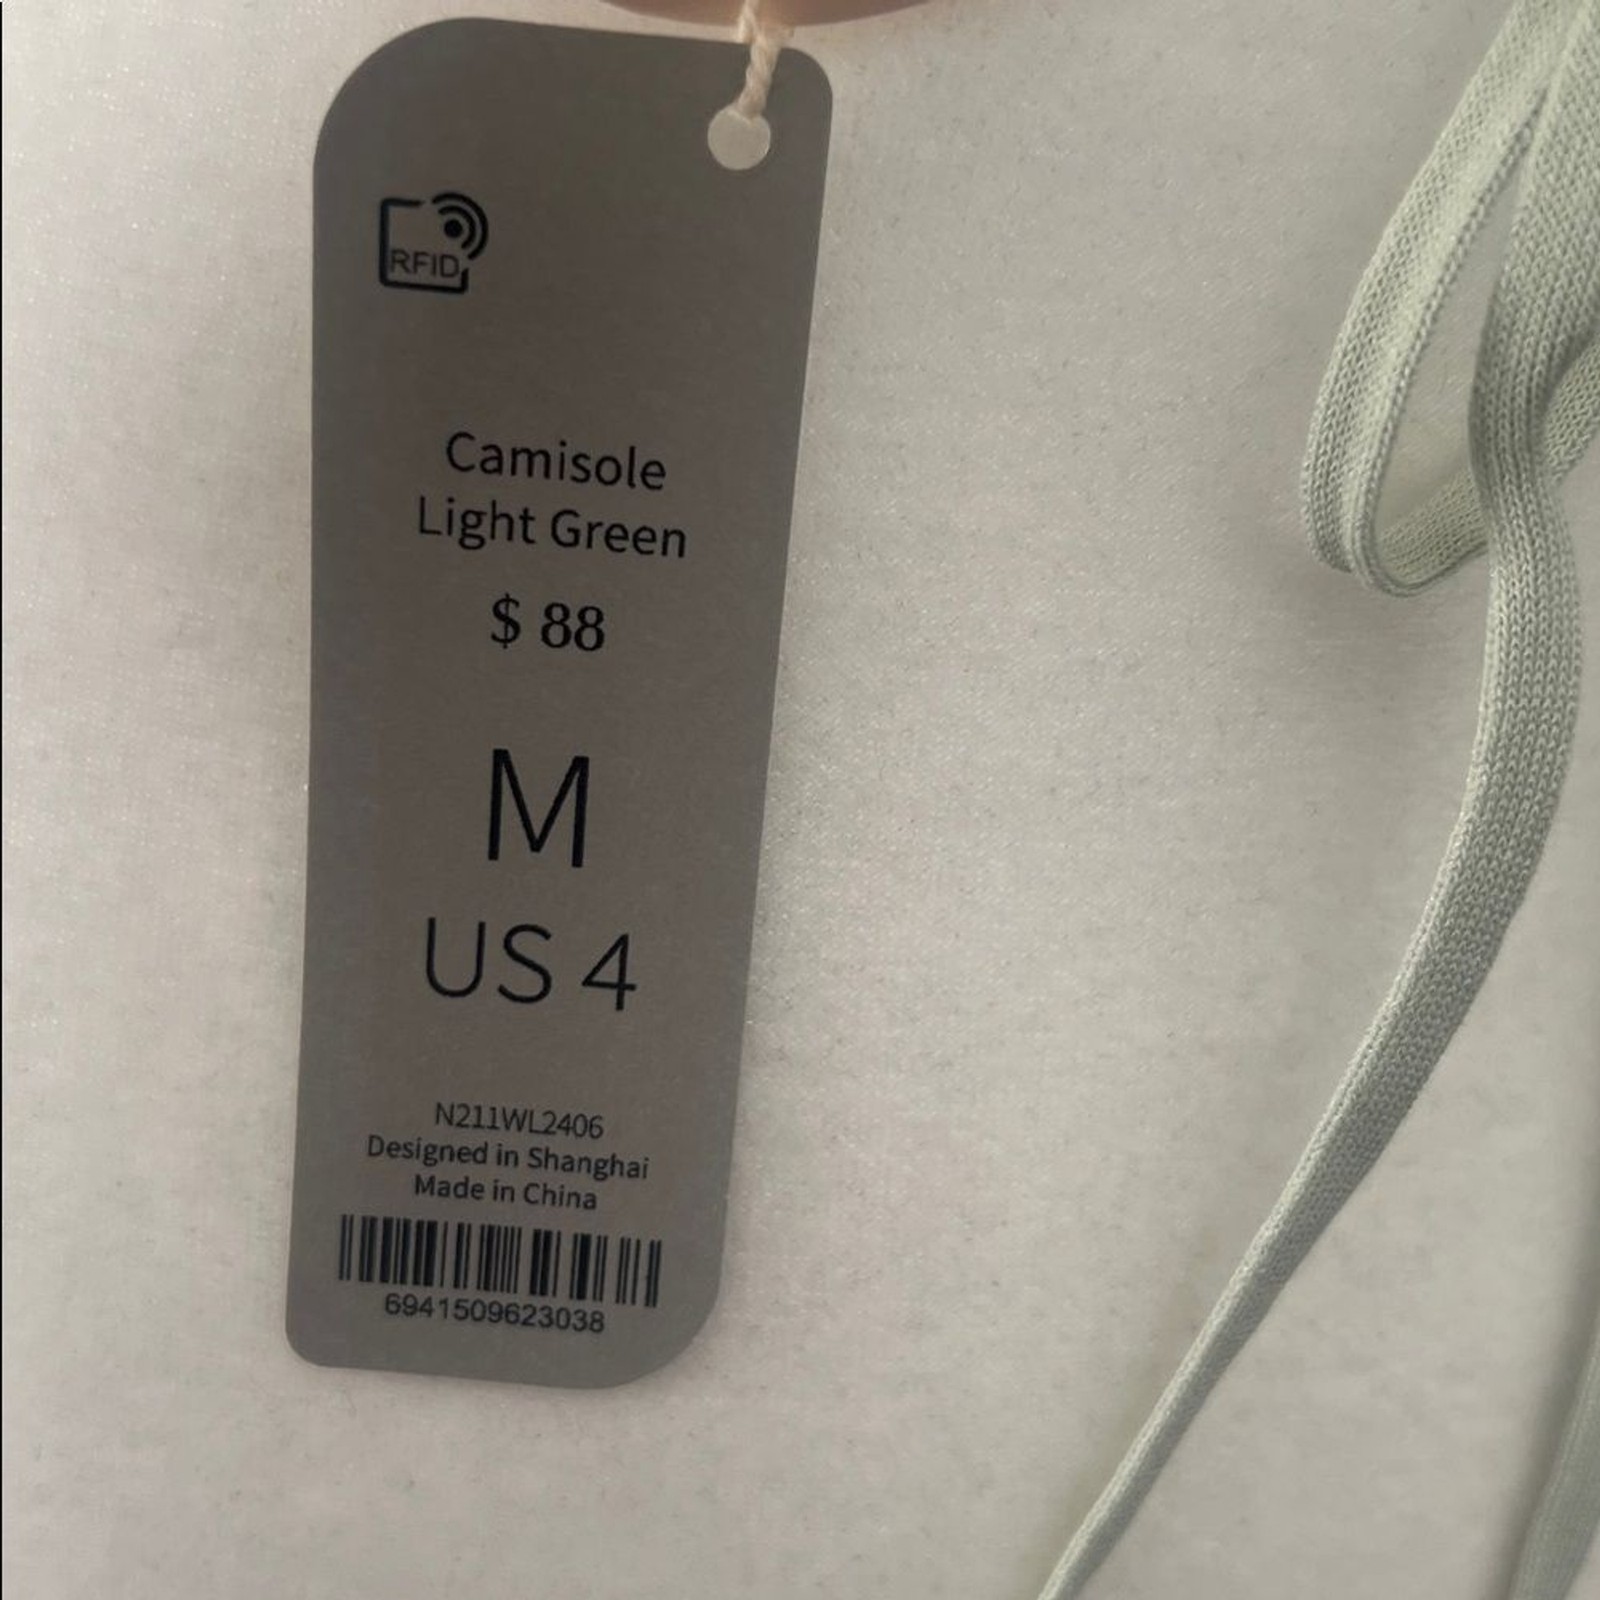 RFID
Camisole
Light Green
$ 88
M
US 4
N211WL2406
Designed in Shanghai
Made in China
6941509623038